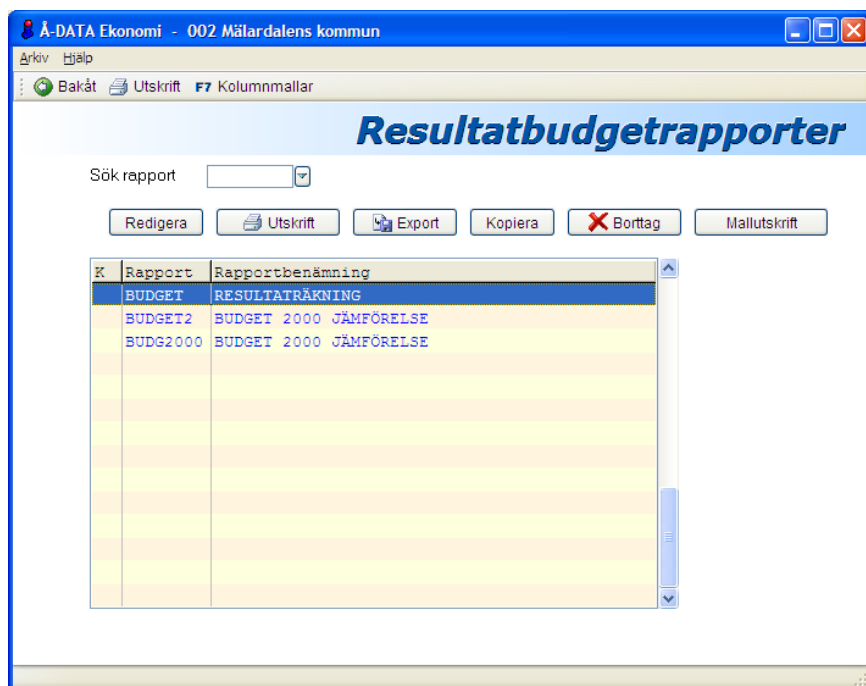 Å-DATA Ekonomi - 002 Mälardalens kommun
Arkiv Hjälp
Bakåt Utskrift F7 Kolumnmallar
Resultatbudgetrapporter
Sök rapport
Redigera Utskrift Export Kopiera Borttag Mallutskrift
K Rapport Rapportbenämning
BUDGET RESULTATRÄKNING
BUDGET2 BUDGET 2000 JÄMFÖRELSE
BUDG2000 BUDGET 2000 JÄMFÖRELSE